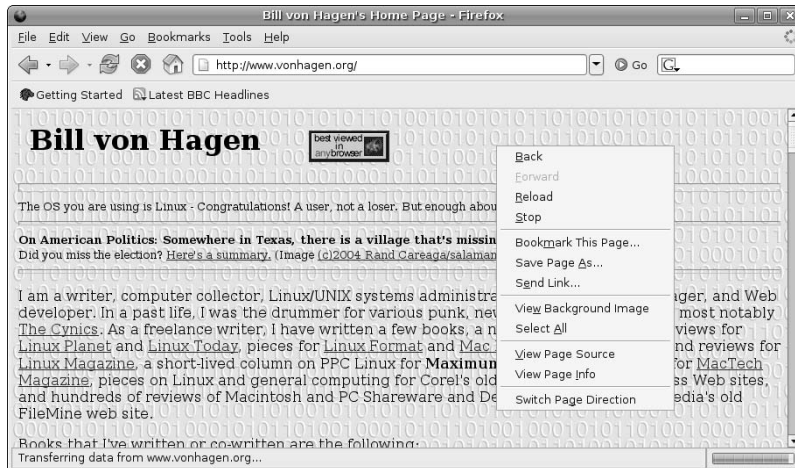 Bill von Hagen's Home Page - Firefox
File Edit View Go Bookmarks Tools Help
http://www.vonhagen.org/ Go G
Getting Started Latest BBC Headlines
Bill von Hagen
best viewed
in
anybrowser
The OS you are using is Linux - Congratulations! A user, not a loser. But enough abou
On American Politics: Somewhere in Texas, there is a village that's missin
Did you miss the election? Here's a summary. (Image (c)2004 Rand Careaga/salaman
I am a writer, computer collector, Linux/UNIX systems administra ager, and Web
developer. In a past life, I was the drummer for various punk, new most notably
The Cynics. As a freelance writer, I have written a few books, a n views for
Linux Planet and Linux Today, pieces for Linux Format and Mac nd reviews for
Linux Magazine, a short-lived column on PPC Linux for Maximum for MacTech
Magazine, pieces on Linux and general computing for Corel's old ss Web sites,
and hundreds of reviews of Macintosh and PC Shareware and De edia's old
FileMine web site.
Books that I've written or co-written are the following:
Back
Forward
Reload
Stop
Bookmark This Page...
Save Page As...
Send Link...
View Background Image
Select All
View Page Source
View Page Info
Switch Page Direction
Transferring data from www.vonhagen.org...